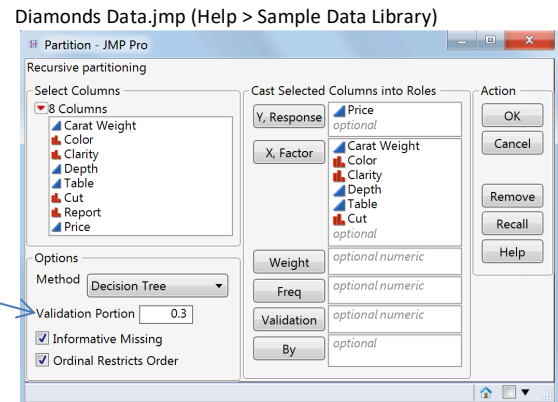 Diamonds Data.jmp (Help > Sample Data Library)
Partition - JMP Pro
Recursive partitioning
Select Columns
8 Columns
Carat Weight
Color
Clarity
Depth
Table
Cut
Report
Price
Options
Method Decision Tree
Validation Portion 0.3
Informative Missing
Ordinal Restricts Order
Cast Selected Columns into Roles
Y, Response Price
optional
X, Factor Carat Weight
Color
Clarity
Depth
Table
Cut
optional
Weight optional numeric
Freq optional numeric
Validation optional numeric
By optional
Action
OK
Cancel
Remove
Recall
Help